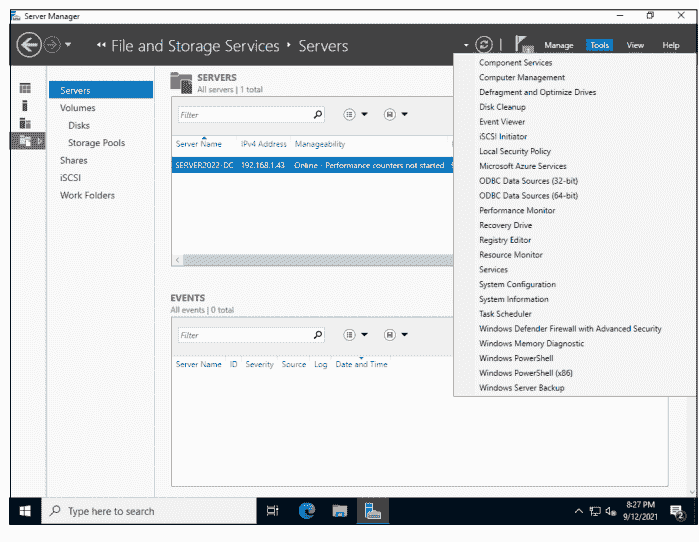 Server Manager
File and Storage Services
Servers
Manage
Tools
View
Help
Servers
Volumes
Disks
Storage Pools
Shares
iSCSI
Work Folders
SERVERS
All servers | 1 total
Filter
Server Name IPv4 Address Manageability
SERVER2022-DC 192.168.1.43 Online - Performance counters not started
EVENTS
All events | 0 total
Filter
Server Name ID Severity Source Log Date and Time
Component Services
Computer Management
Defragment and Optimize Drives
Disk Cleanup
Event Viewer
iSCSI Initiator
Local Security Policy
Microsoft Azure Services
ODBC Data Sources (32-bit)
ODBC Data Sources (64-bit)
Performance Monitor
Recovery Drive
Registry Editor
Resource Monitor
Services
System Configuration
System Information
Task Scheduler
Windows Defender Firewall with Advanced Security
Windows Memory Diagnostic
Windows PowerShell
Windows PowerShell (x86)
Windows Server Backup
Type here to search
8:27 PM
9/12/2021
2